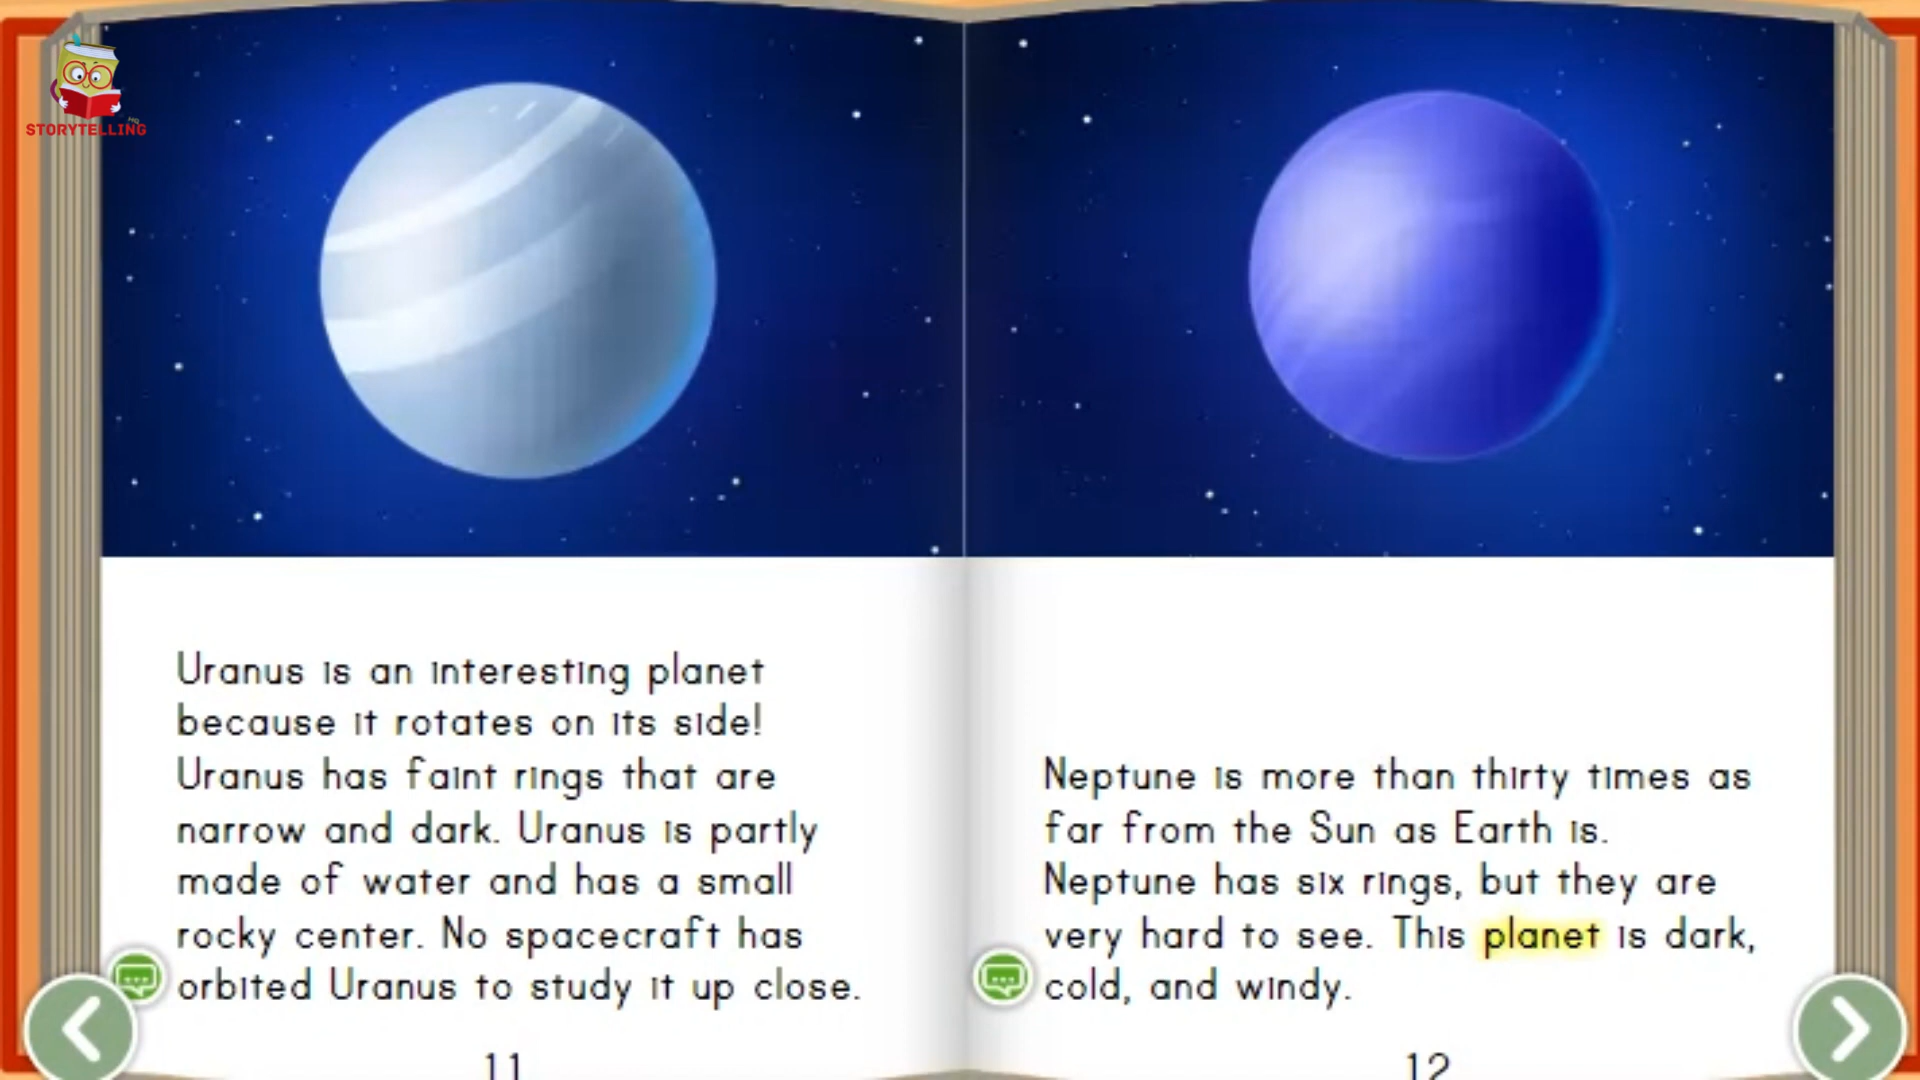 HQ
STORYTELLING
Uranus is an interesting planet
because it rotates on its side!
Uranus has faint rings that are
narrow and dark. Uranus is partly
made of water and has a small
rocky center. No spacecraft has
orbited Uranus to study it up close.
11
Neptune is more than thirty times as
far from the Sun as Earth is.
Neptune has six rings, but they are
very hard to see. This planet is dark,
cold, and windy.
12